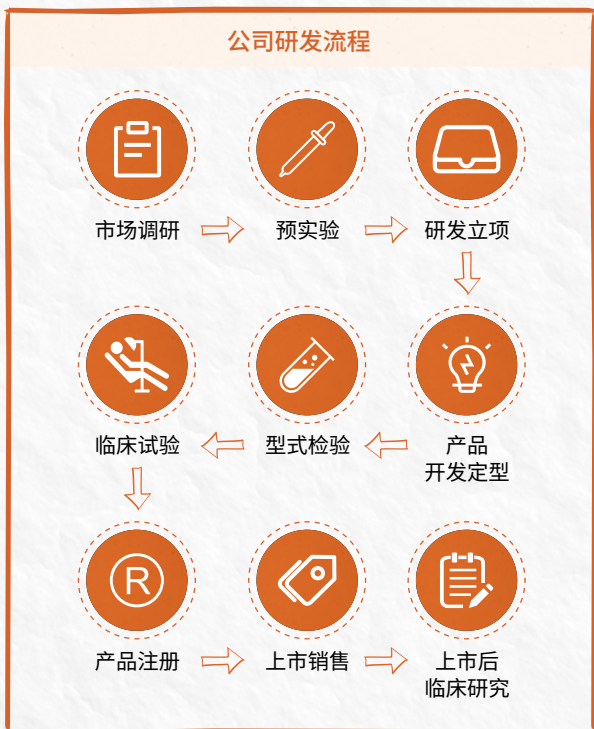 公司研发流程
市场调研
预实验
研发立项
产品
开发定型
型式检验
临床试验
R
产品注册
上市销售
上市后
临床研究